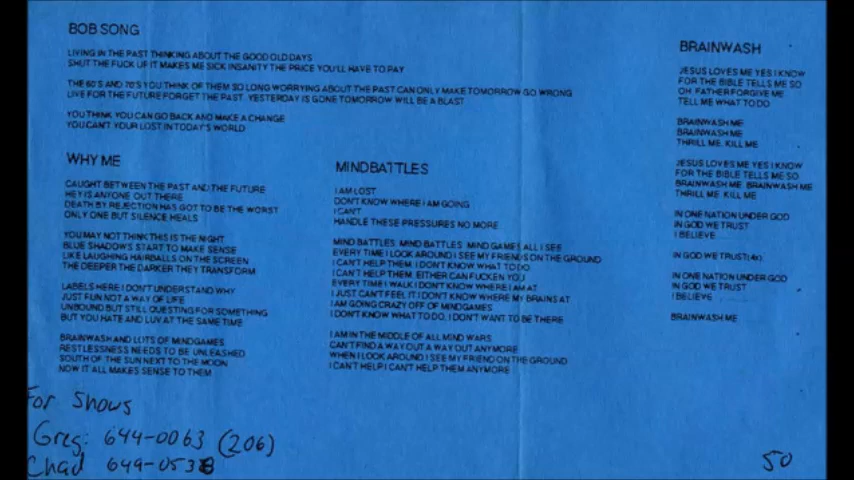 BOB SONG
LIVING IN THE PAST THINKING ABOUT THE GOOD OLD DAYS
SHUT THE FUCK UP IT MAKES ME SICK INSANITY THE PRICE YOU'LL HAVE TO PAY
THE 60'S AND 70'S YOU THINK OF THEM SO LONG WORRYING ABOUT THE PAST CAN ONLY MAKE TOMORROW GO WRONG
LIVE FOR THE FUTURE FORGET THE PAST. YESTERDAY IS GONE TOMORROW WILL BE A BLAST
YOU THINK YOU CAN GO BACK AND MAKE A CHANGE
YOU CAN'T YOUR LOST IN TODAY'S WORLD
WHY ME
CAUGHT BETWEEN THE PAST AND THE FUTURE
HEY IS ANYONE OUT THERE
DEATH BY REJECTION HAS GOT TO BE THE WORST
ONLY ONE BUT SILENCE HEALS
YOU MAY NOT THINK THIS IS THE NIGHT
BLUE SHADOWS START TO MAKE SENSE
LIKE LAUGHING HAIRBALLS ON THE SCREEN
THE DEEPER THE DARKER THEY TRANSFORM
LABELS HERE I DON'T UNDERSTAND WHY
JUST FUN NOT A WAY OF LIFE
UNBOUND BUT STILL QUESTING FOR SOMETHING
BUT YOU HATE AND LUV AT THE SAME TIME
BRAINWASH AND LOTS OF MINDGAMES
RESTLESSNESS NEEDS TO BE UNLEASHED
SOUTH OF THE SUN NEXT TO THE MOON
NOW IT ALL MAKES SENSE TO THEM
MINDBATTLES
I AM LOST
DON'T KNOW WHERE I AM GOING
I CAN'T
HANDLE THESE PRESSURES NO MORE
MIND BATTLES. MIND BATTLES. MIND GAMES ALL I SEE
EVERY TIME I LOOK AROUND I SEE MY FRIENDS ON THE GROUND
I CAN'T HELP THEM. I DON'T KNOW WHAT TO DO
I CAN'T HELP THEM. EITHER CAN FUCKEN YOU
EVERY TIME I WALK I DON'T KNOW WHERE I AM AT
I JUST CAN'T FEEL IT I DON'T KNOW WHERE MY BRAINS AT
I AM GOING CRAZY OFF OF MINDGAMES
I DON'T KNOW WHAT TO DO, I DON'T WANT TO BE THERE
I AM IN THE MIDDLE OF ALL MIND WARS
CAN'T FIND A WAY OUT A WAY OUT ANYMORE
WHEN I LOOK AROUND I SEE MY FRIEND ON THE GROUND
I CAN'T HELP I CAN'T HELP THEM ANYMORE
BRAINWASH
JESUS LOVES ME YES I KNOW
FOR THE BIBLE TELLS ME SO
OH FATHER FORGIVE ME
TELL ME WHAT TO DO
BRAINWASH ME
BRAINWASH ME
THRILL ME. KILL ME
JESUS LOVES ME YES I KNOW
FOR THE BIBLE TELLS ME SO
BRAINWASH ME. BRAINWASH ME
THRILL ME. KILL ME
IN ONE NATION UNDER GOD
IN GOD WE TRUST
I BELIEVE
IN GOD WE TRUST(4X)
IN ONE NATION UNDER GOD
IN GOD WE TRUST
I BELIEVE ..........
BRAINWASH ME
For Shows
Greg: 644-0063 (206)
Chad 649-0538
50